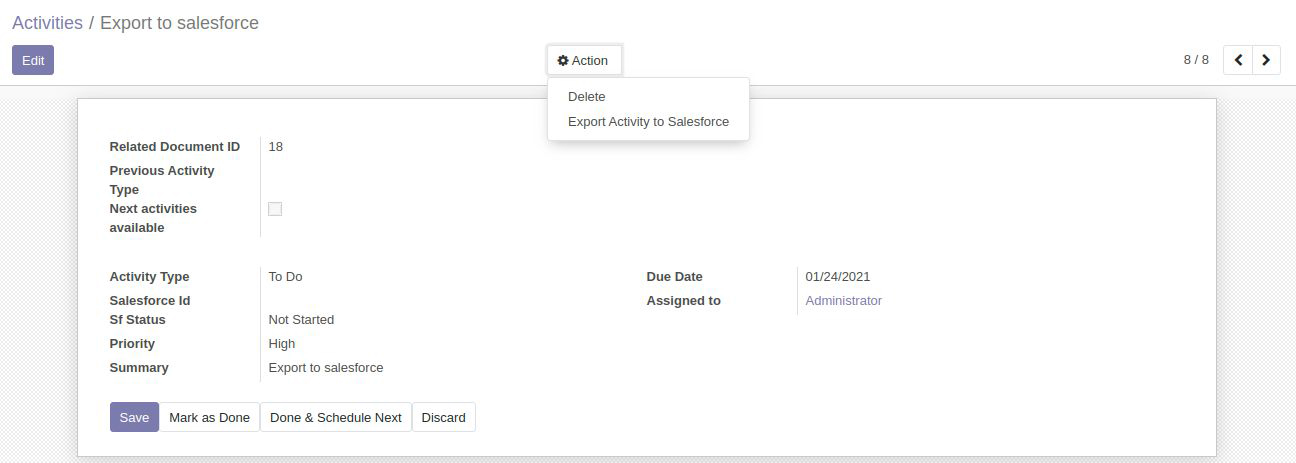 Activities / Export to salesforce
Edit
Action
8 / 8
Delete
Export Activity to Salesforce
Related Document ID 18
Previous Activity
Type
Next activities
available
Activity Type To Do
Due Date 01/24/2021
Salesforce Id
Assigned to Administrator
Sf Status Not Started
Priority High
Summary Export to salesforce
Save Mark as Done Done & Schedule Next Discard